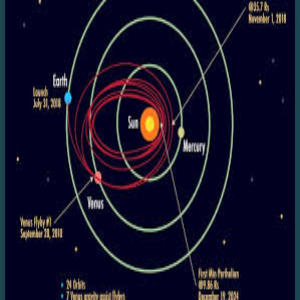 @35.7 Rs
November 1, 2018
Earth
Launch
July 31, 2018
Sun
Mercury
Venus
Venus Flyby #1
September 28, 2018
First Min Perihelion
@9.86 Rs
December 19, 2024
24 Orbits
7 Venus gravity assist flybys